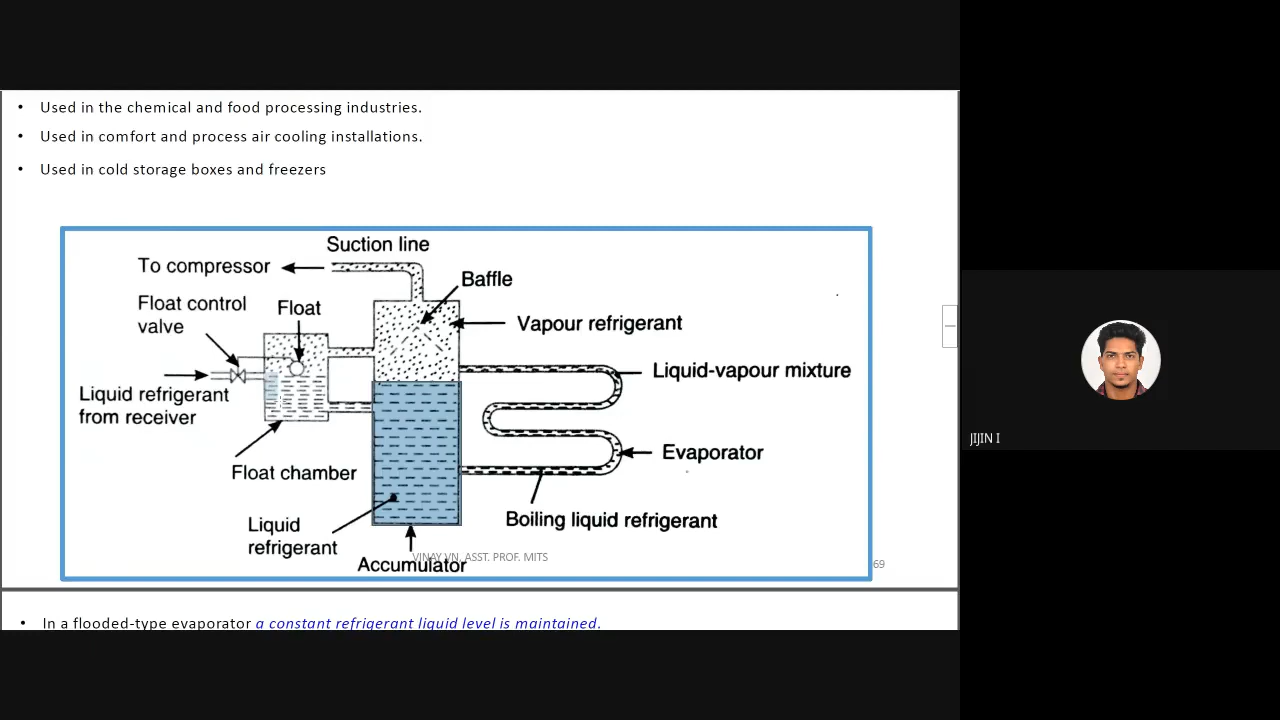 • Used in the chemical and food processing industries.
• Used in comfort and process air cooling installations.
• Used in cold storage boxes and freezers
Suction line
To compressor
Baffle
Float control
valve
Float
Vapour refrigerant
Liquid-vapour mixture
Liquid refrigerant
from receiver
Evaporator
Float chamber
Boiling liquid refrigerant
Liquid
refrigerant
Accumulator
VINAY VN, ASST. PROF. MITS
69
• In a flooded-type evaporator a constant refrigerant liquid level is maintained.
JIJIN I